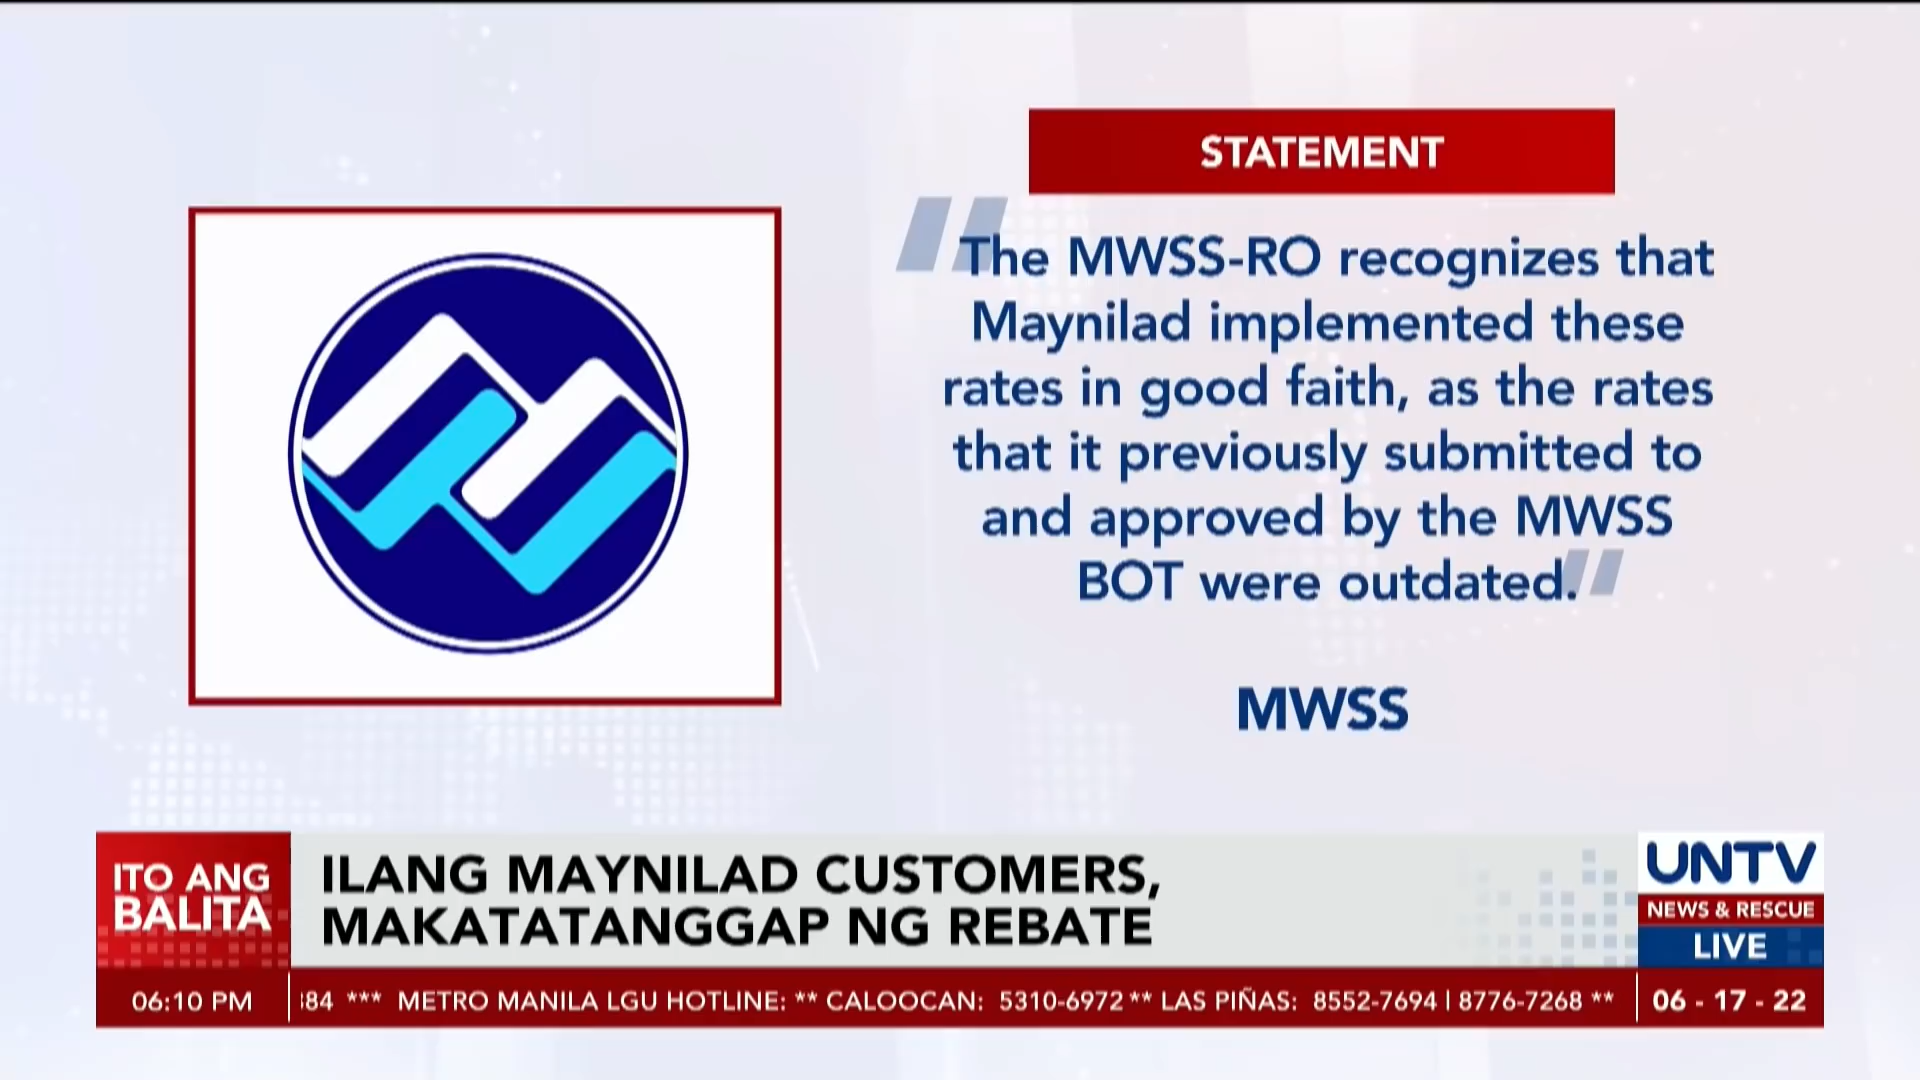 STATEMENT
"The MWSS-RO recognizes that
Maynilad implemented these
rates in good faith, as the rates
that it previously submitted to
and approved by the MWSS
BOT were outdated."
MWSS
ITO ANG
BALITA
ILANG MAYNILAD CUSTOMERS,
MAKATATANGGAP NG REBATE
UNTV
NEWS & RESCUE
LIVE
06:10 PM
84 *** METRO MANILA LGU HOTLINE: ** CALOOCAN: 5310-6972 ** LAS PIÑAS: 8552-7694 | 8776-7268 **
06 - 17 - 22